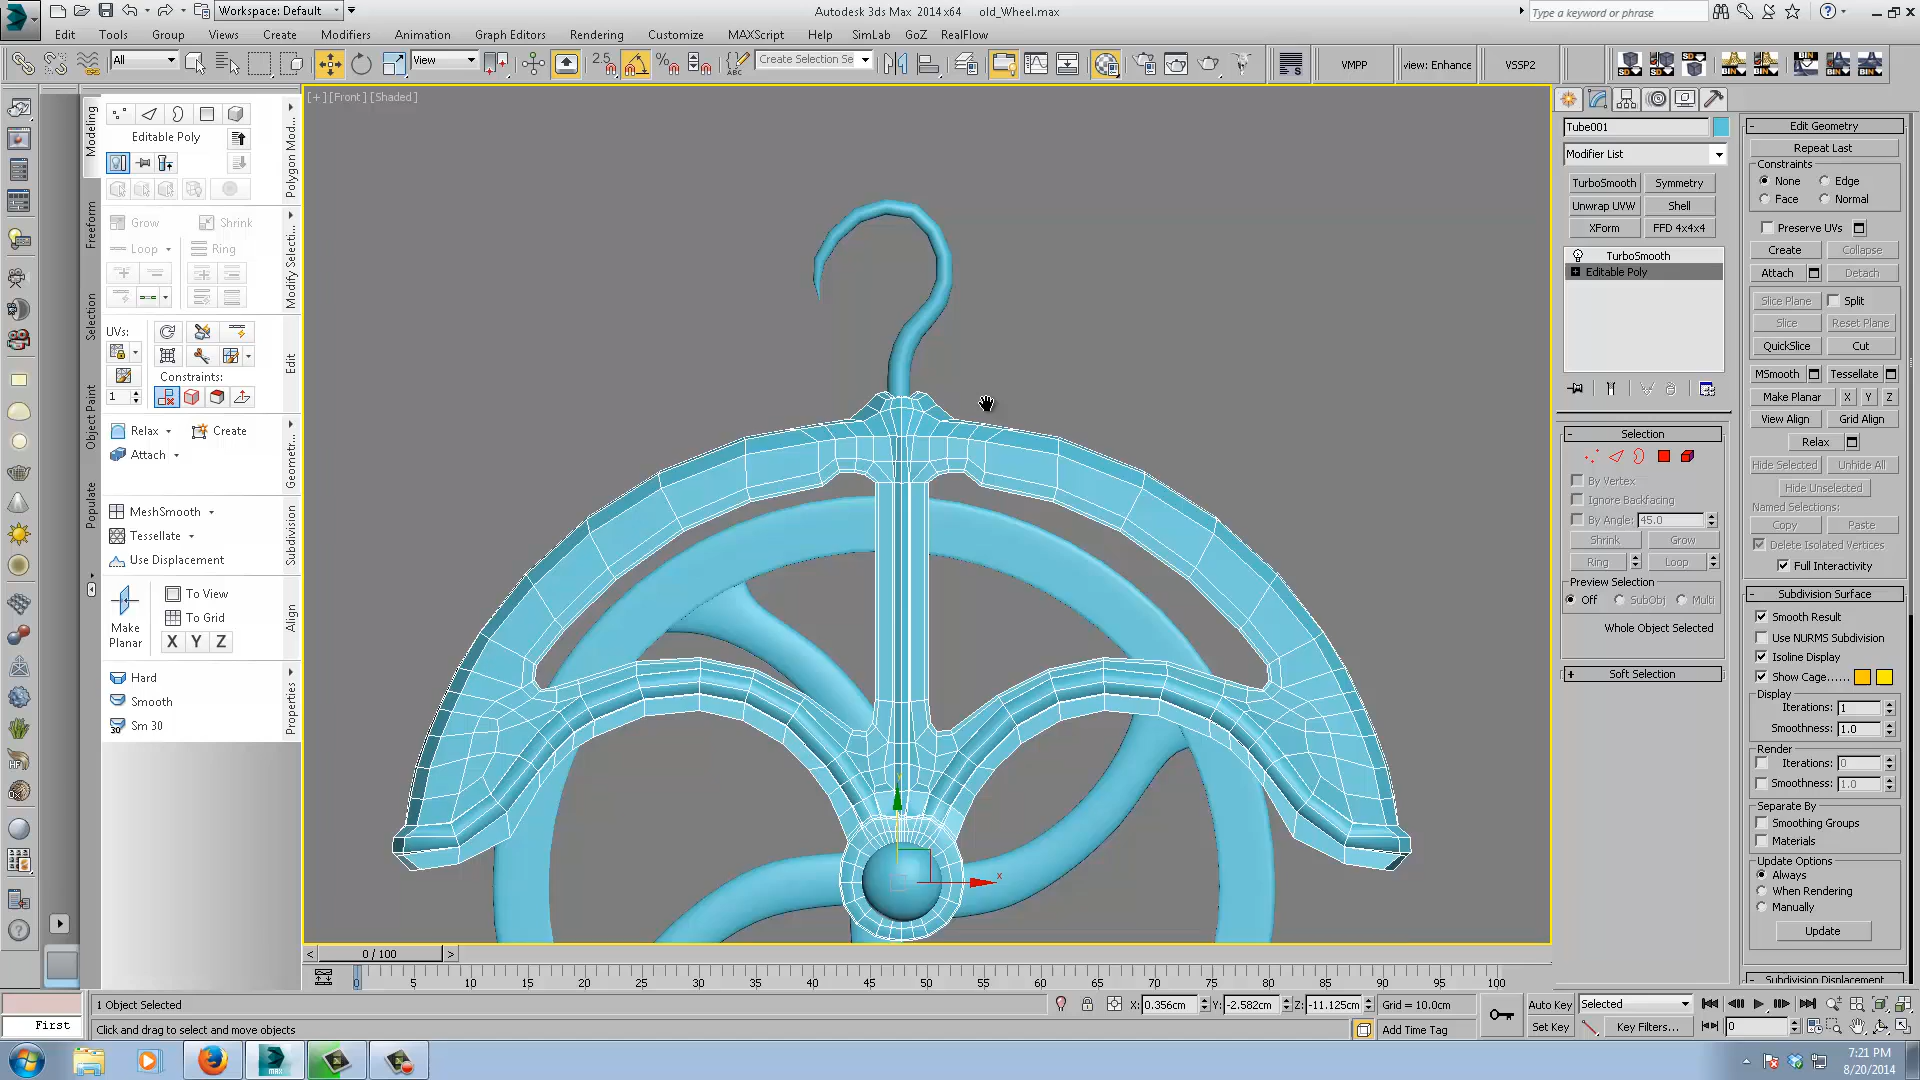 Workspace: Default
Autodesk 3ds Max 2014 x64 old_Wheel.max
Type a keyword or phrase
Edit Tools Group Views Create Modifiers Animation Graph Editors Rendering Customize MAXScript Help SimLab GoZ RealFlow
All
View
2.5
Create Selection Se
VMPP
view: Enhance
VSSP2
Modeling
Freeform
Selection
Object Paint
Populate
Editable Poly
Polygon Mod...
Grow Shrink
Loop Ring
Modify Selecti...
UVs:
1
Constraints:
Edit
Relax Create
Attach
Geometr...
MeshSmooth
Tessellate
Use Displacement
Subdivision
To View
To Grid
Make Planar
X Y Z
Align
Hard
Smooth
30 Sm 30
Properties
[+] [Front] [Shaded]
y
x
Tube001
Modifier List
TurboSmooth Symmetry
Unwrap UVW Shell
XForm FFD 4x4x4
TurboSmooth
Editable Poly
Selection
By Vertex
Ignore Backfacing
By Angle: 45.0
Shrink Grow
Ring Loop
Preview Selection
Off SubObj Multi
Whole Object Selected
Soft Selection
Edit Geometry
Repeat Last
Constraints
None Edge
Face Normal
Preserve UVs
Create Collapse
Attach Detach
Slice Plane Split
Slice Reset Plane
QuickSlice Cut
MSmooth Tessellate
Make Planar X Y Z
View Align Grid Align
Relax
Hide Selected Unhide All
Hide Unselected
Named Selections:
Copy Paste
Delete Isolated Vertices
Full Interactivity
Subdivision Surface
Smooth Result
Use NURMS Subdivision
Isoline Display
Show Cage......
Display
Iterations: 1
Smoothness: 1.0
Render
Iterations: 0
Smoothness: 1.0
Separate By
Smoothing Groups
Materials
Update Options
Always
When Rendering
Manually
Update
Subdivision Displacement
< 0 / 100 >
0 5 10 15 20 25 30 35 40 45 50 55 60 65 70 75 80 85 90 95 100
First
1 Object Selected
X: 0.356cm Y: -2.582cm Z: -11.125cm Grid = 10.0cm
Click and drag to select and move objects
Add Time Tag
Auto Key Selected
Set Key Key Filters...
0
MAX
7:21 PM
8/20/2014